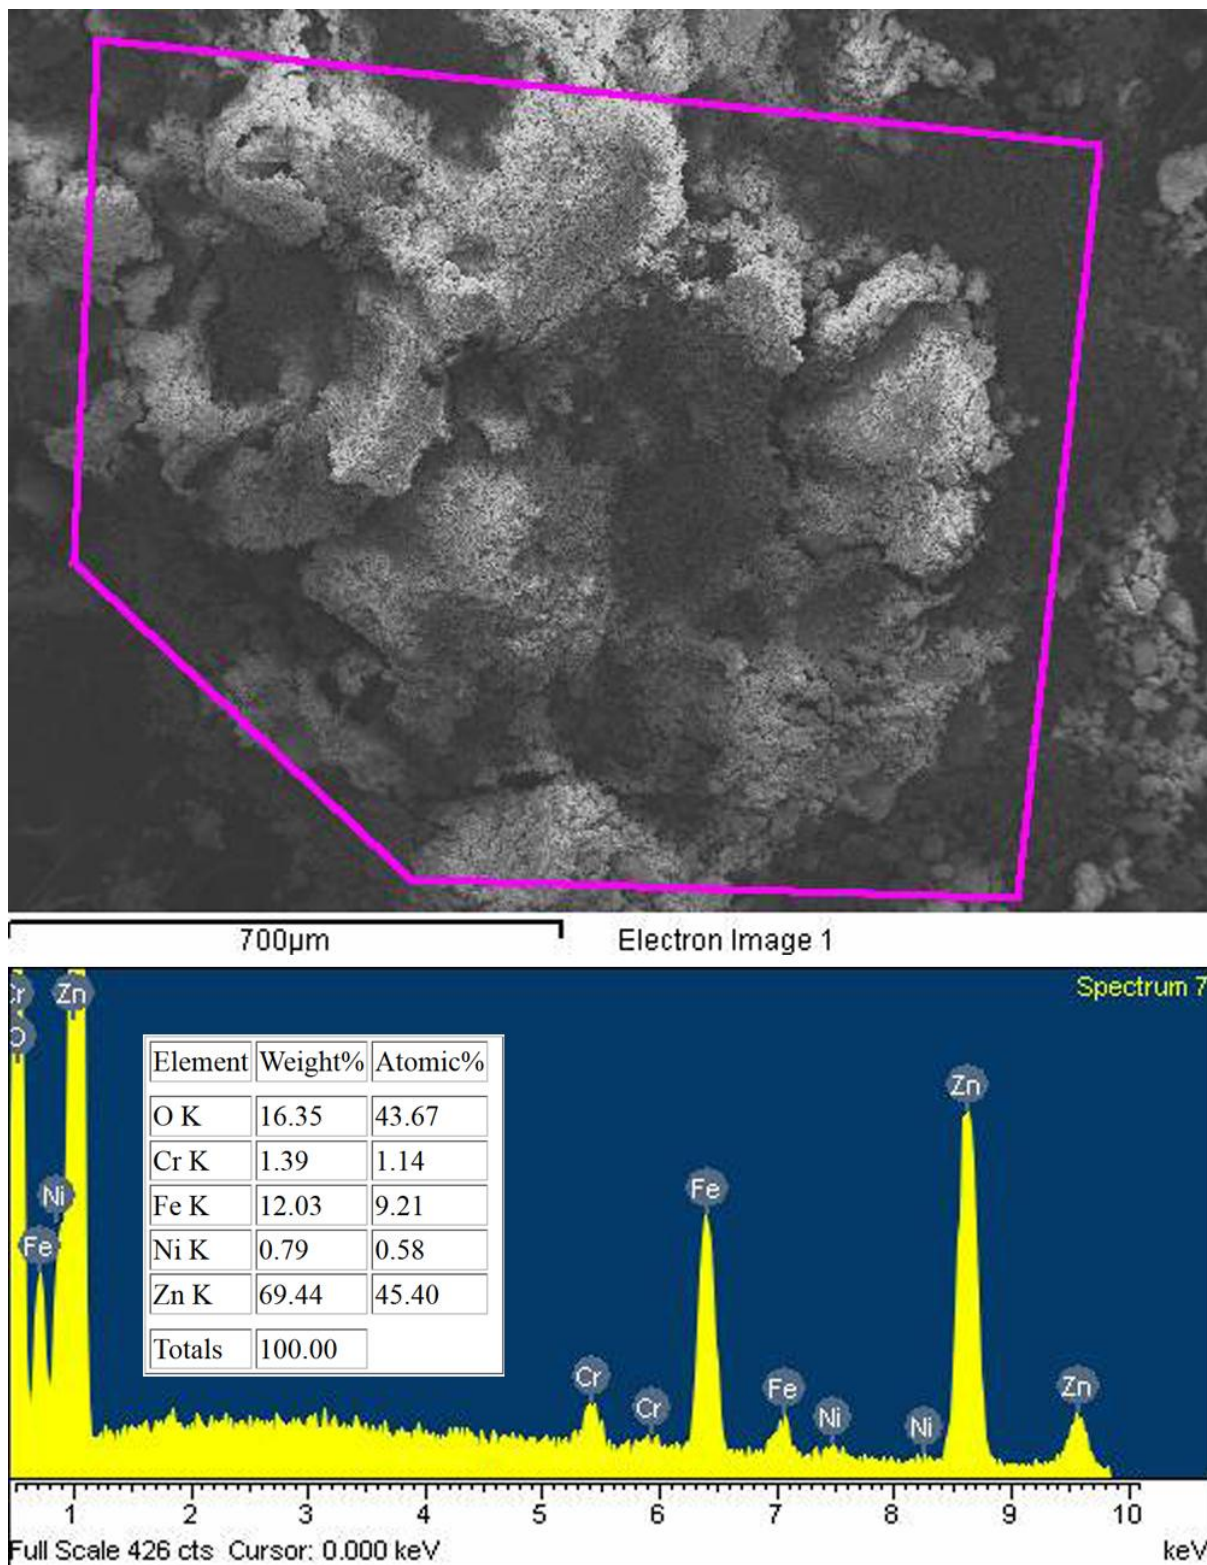 700µm Electron Image 1
Spectrum 7
Cr Zn
O
Element Weight% Atomic%
O K 16.35 43.67
Cr K 1.39 1.14
Fe K 12.03 9.21
Ni K 0.79 0.58
Zn K 69.44 45.40
Totals 100.00
Ni
Fe
Zn
Fe
Cr
Cr
Fe
Ni
Ni
Zn
1 2 3 4 5 6 7 8 9 10
Full Scale 426 cts Cursor: 0.000 keV keV